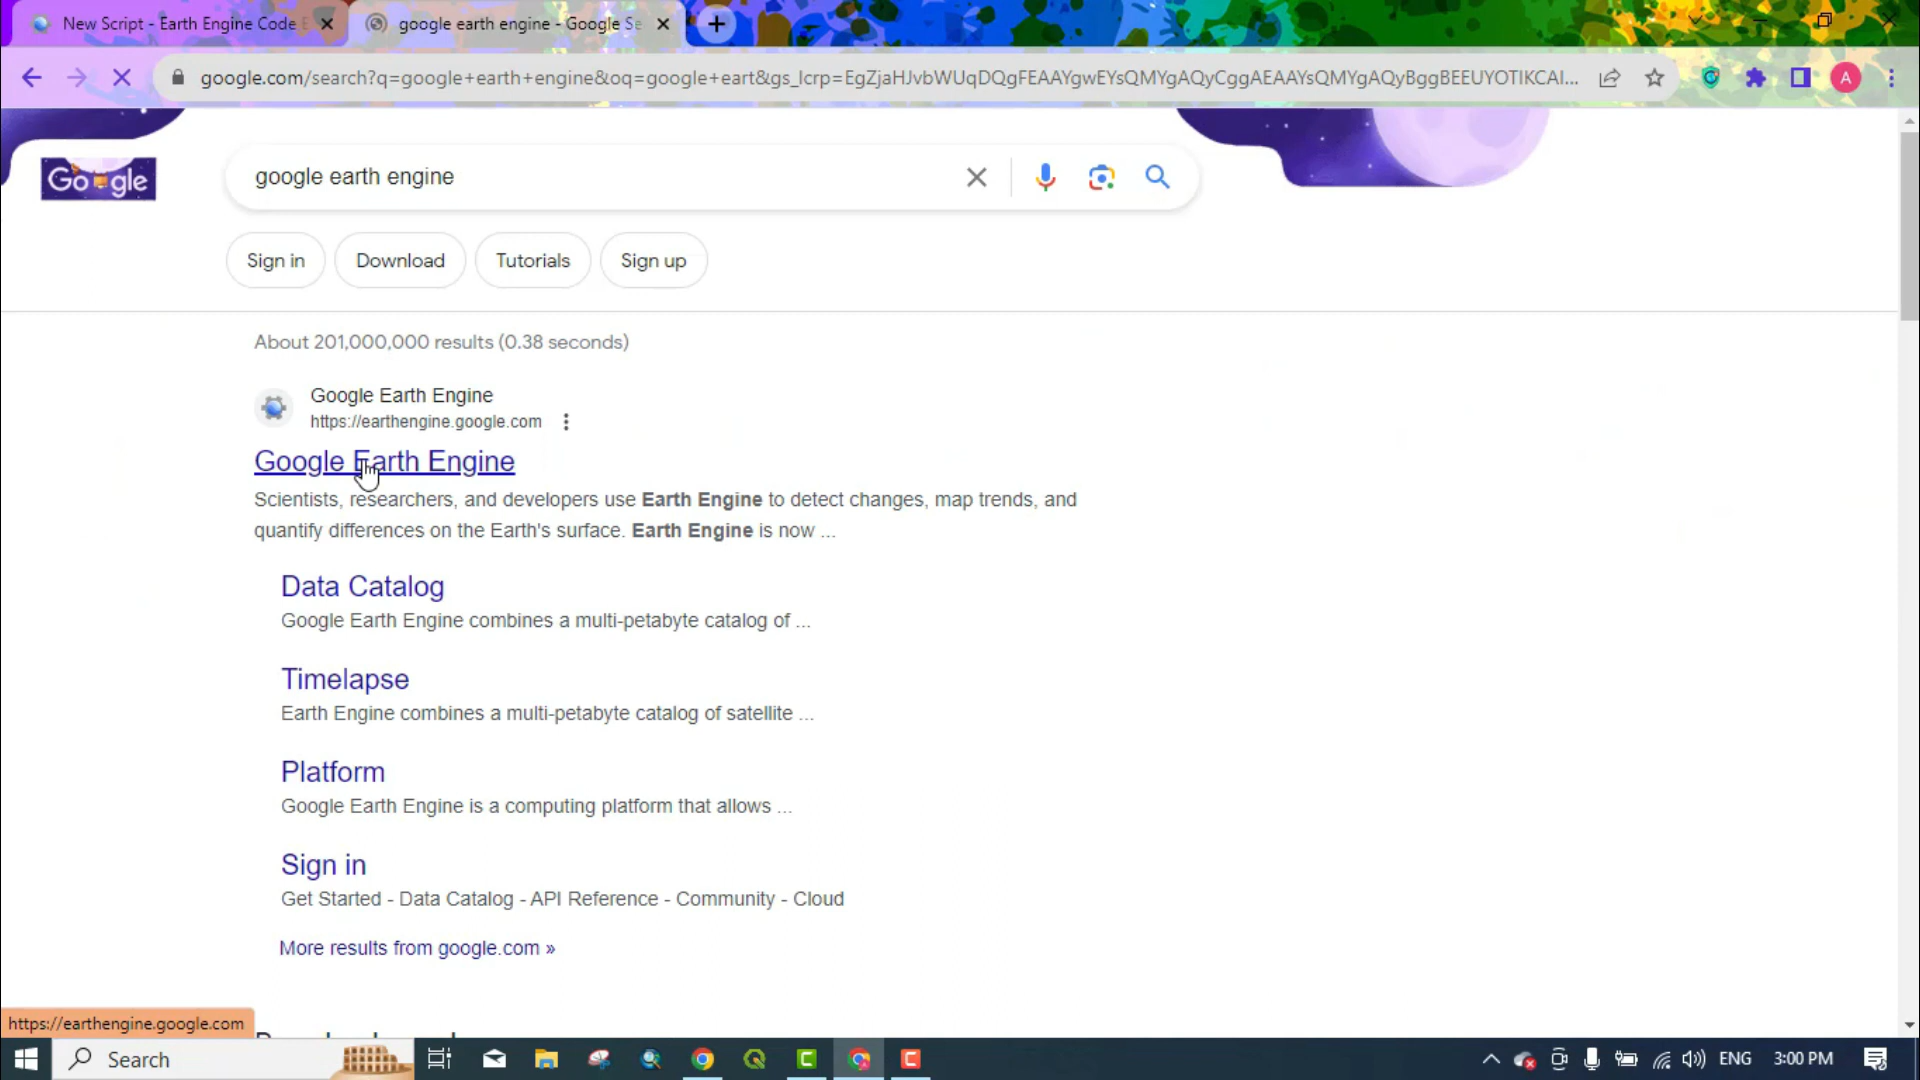 New Script - Earth Engine Code E
google earth engine - Google Se
google.com/search?q=google+earth+engine&oq=google+eart&gs_lcrp=EgZjaHJvbWUqDQgFEAAYgwEYsQMYgAQyCggAEAAYsQMYgAQyBggBEEUYOTIKCAI...
A
Google
google earth engine
Sign in
Download
Tutorials
Sign up
About 201,000,000 results (0.38 seconds)
Google Earth Engine
https://earthengine.google.com
Google Earth Engine
Scientists, researchers, and developers use Earth Engine to detect changes, map trends, and
quantify differences on the Earth's surface. Earth Engine is now ...
Data Catalog
Google Earth Engine combines a multi-petabyte catalog of ...
Timelapse
Earth Engine combines a multi-petabyte catalog of satellite ...
Platform
Google Earth Engine is a computing platform that allows ...
Sign in
Get Started - Data Catalog - API Reference - Community - Cloud
More results from google.com »
https://earthengine.google.com
Search
ENG
3:00 PM